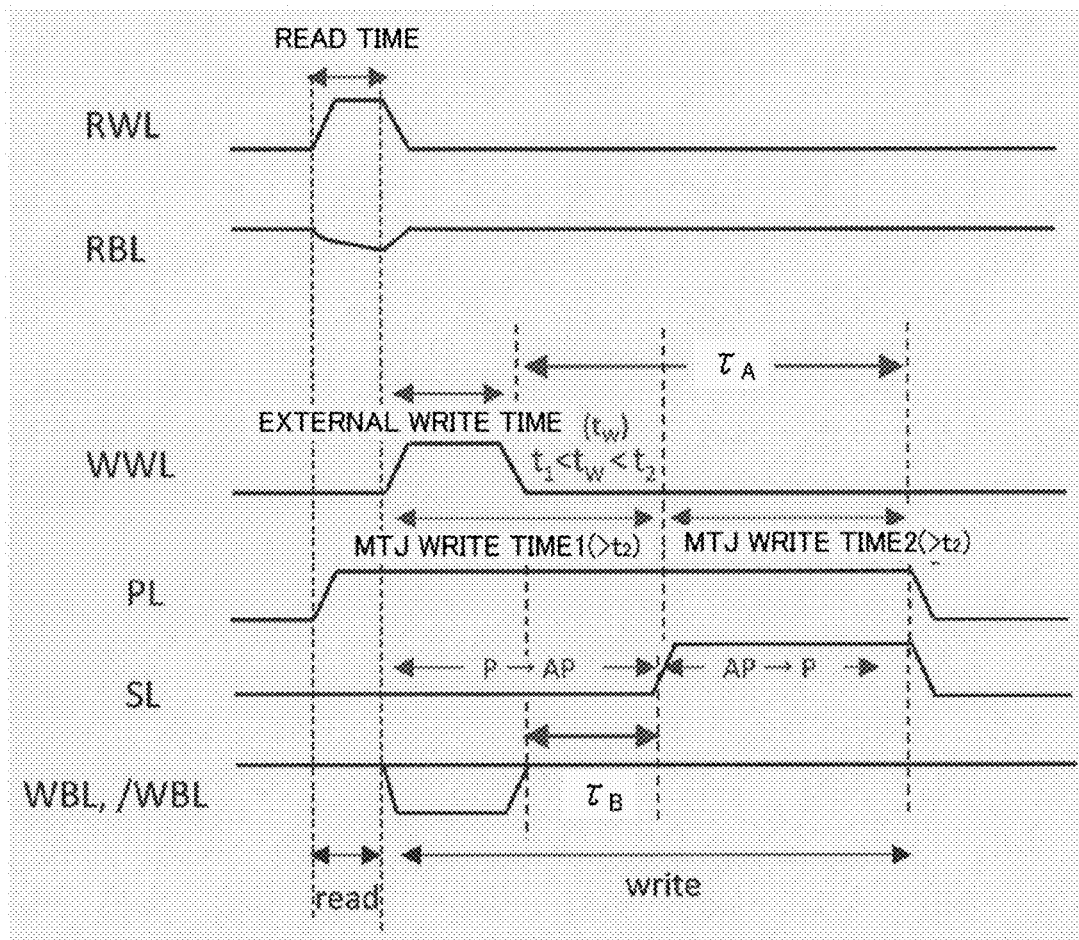 READ TIME
RWL
RBL
τA
EXTERNAL WRITE TIME (tw)
WWL
t1<tw<t2
MTJ WRITE TIME1(>t2)
MTJ WRITE TIME2(>t2)
PL
P → AP
AP → P
SL
WBL, /WBL
τB
read
write